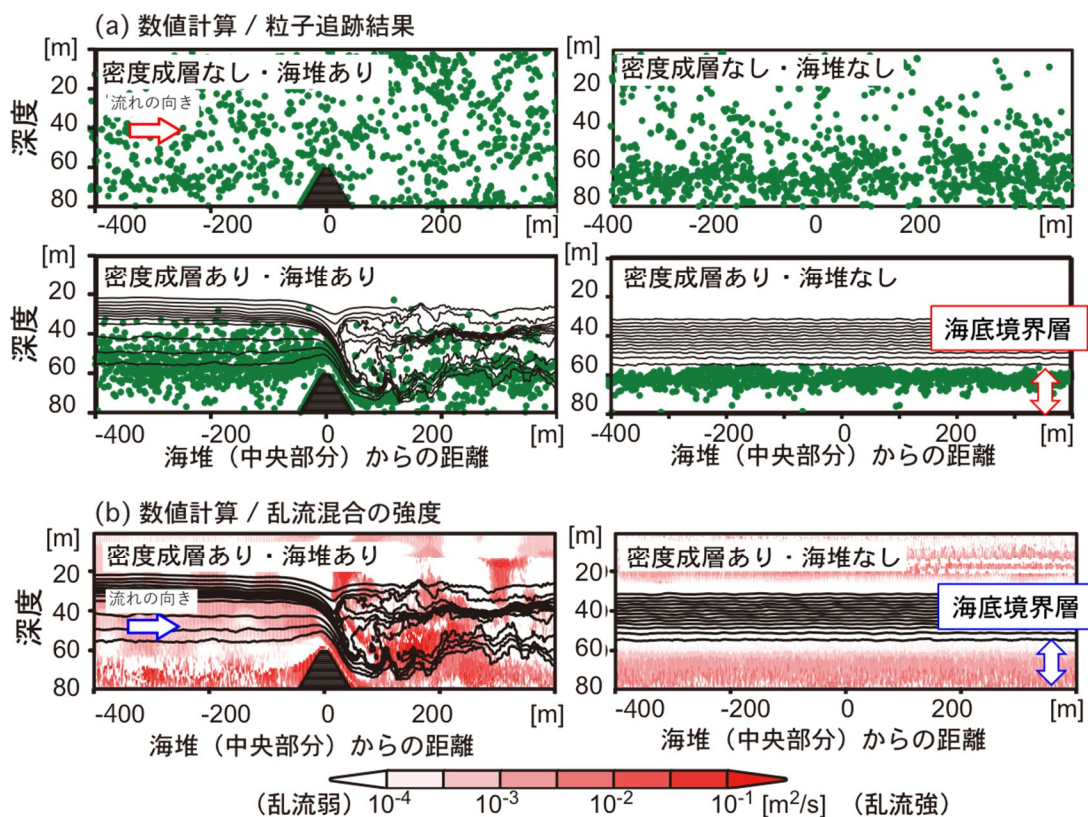 (a) 数値計算 / 粒子追跡結果
[m]
20
40
60
80
深度
密度成層なし・海堆あり
流れの向き
-400
-200
0
200
[m]
[m]
20
40
60
80
密度成層なし・海堆なし
-400
-200
0
200
[m]
[m]
20
40
60
80
深度
密度成層あり・海堆あり
-400
-200
0
200
[m]
海堆（中央部分）からの距離
20
40
60
80
密度成層あり・海堆なし
海底境界層
-400
-200
0
200
[m]
海堆（中央部分）からの距離
(b) 数値計算 / 乱流混合の強度
[m]
20
40
60
80
深度
密度成層あり・海堆あり
流れの向き
-400
-200
0
200
[m]
海堆（中央部分）からの距離
[m]
20
40
60
80
密度成層あり・海堆なし
海底境界層
-400
-200
0
200
[m]
海堆（中央部分）からの距離
（乱流弱） 10⁻⁴ 10⁻³ 10⁻² 10⁻¹ [m²/s] （乱流強）